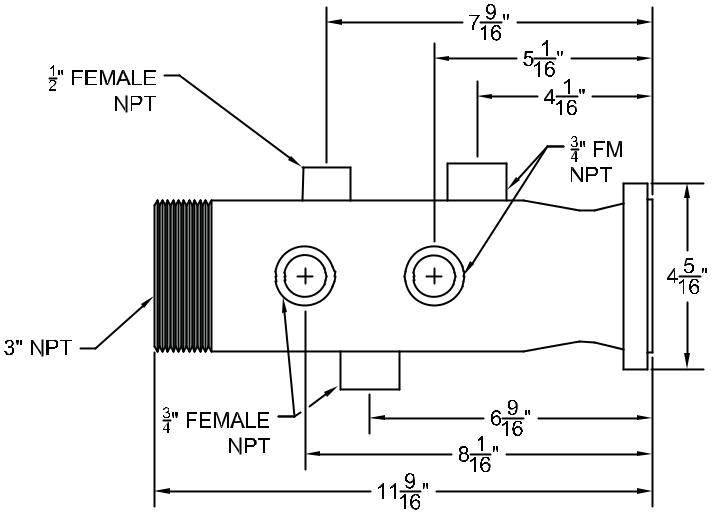 7 9/16"
5 1/16"
1/2" FEMALE
NPT
4 1/16"
3/4" FM
NPT
4 5/16"
3" NPT
3/4" FEMALE
NPT
6 9/16"
8 1/16"
11 9/16"